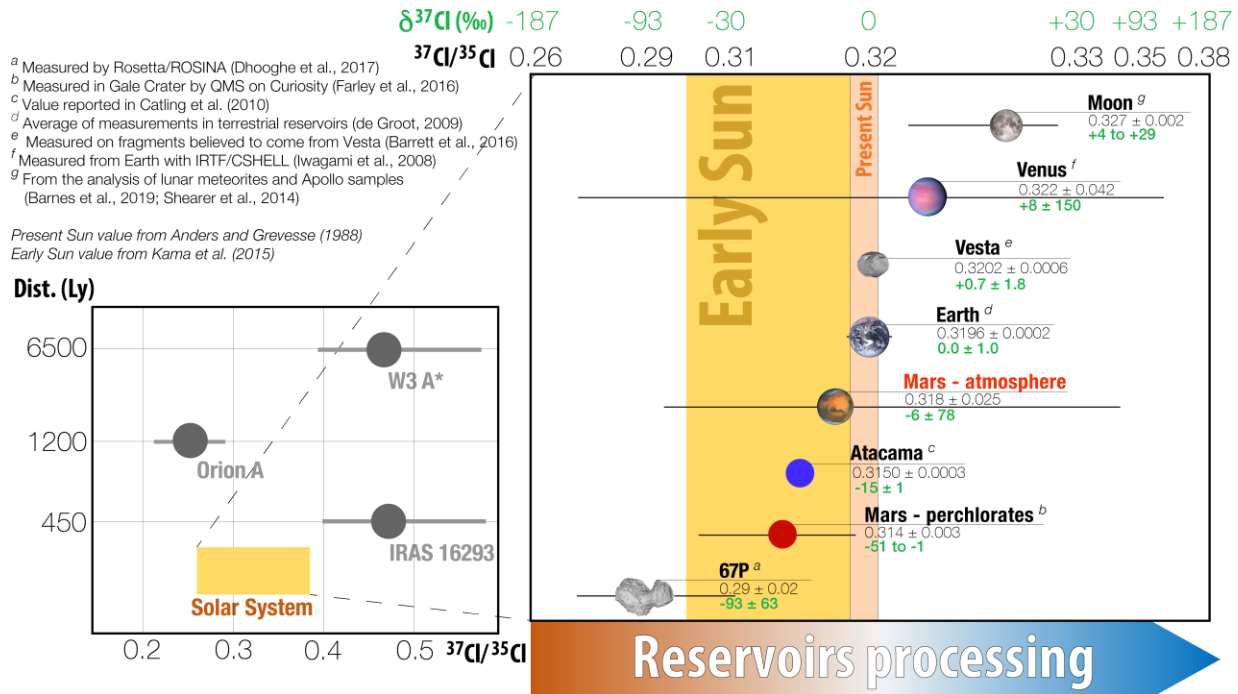 δ37Cl (‰) -187 -93 -30 0 +30 +93 +187
37Cl/35Cl 0.26 0.29 0.31 0.32 0.33 0.35 0.38
a Measured by Rosetta/ROSINA (Dhooghe et al., 2017)
b Measured in Gale Crater by QMS on Curiosity (Farley et al., 2016)
c Value reported in Catling et al. (2010)
d Average of measurements in terrestrial reservoirs (de Groot, 2009)
e Measured on fragments believed to come from Vesta (Barrett et al., 2016)
f Measured from Earth with IRTF/CSHELL (Iwagami et al., 2008)
g From the analysis of lunar meteorites and Apollo samples
(Barnes et al., 2019; Shearer et al., 2014)
Present Sun value from Anders and Grevesse (1988)
Early Sun value from Kama et al. (2015)
Dist. (Ly)
6500
W3 A*
1200
Orion A
450
IRAS 16293
Solar System
0.2 0.3 0.4 0.5 37Cl/35Cl
Early Sun
Present Sun
Moon g
0.327 ± 0.002
+4 to +29
Venus f
0.322 ± 0.042
+8 ± 150
Vesta e
0.3202 ± 0.0006
+0.7 ± 1.8
Earth d
0.3196 ± 0.0002
0.0 ± 1.0
Mars - atmosphere
0.318 ± 0.025
-6 ± 78
Atacama c
0.3150 ± 0.0003
-15 ± 1
Mars - perchlorates b
0.314 ± 0.003
-51 to -1
67P a
0.29 ± 0.02
-93 ± 63
Reservoirs processing